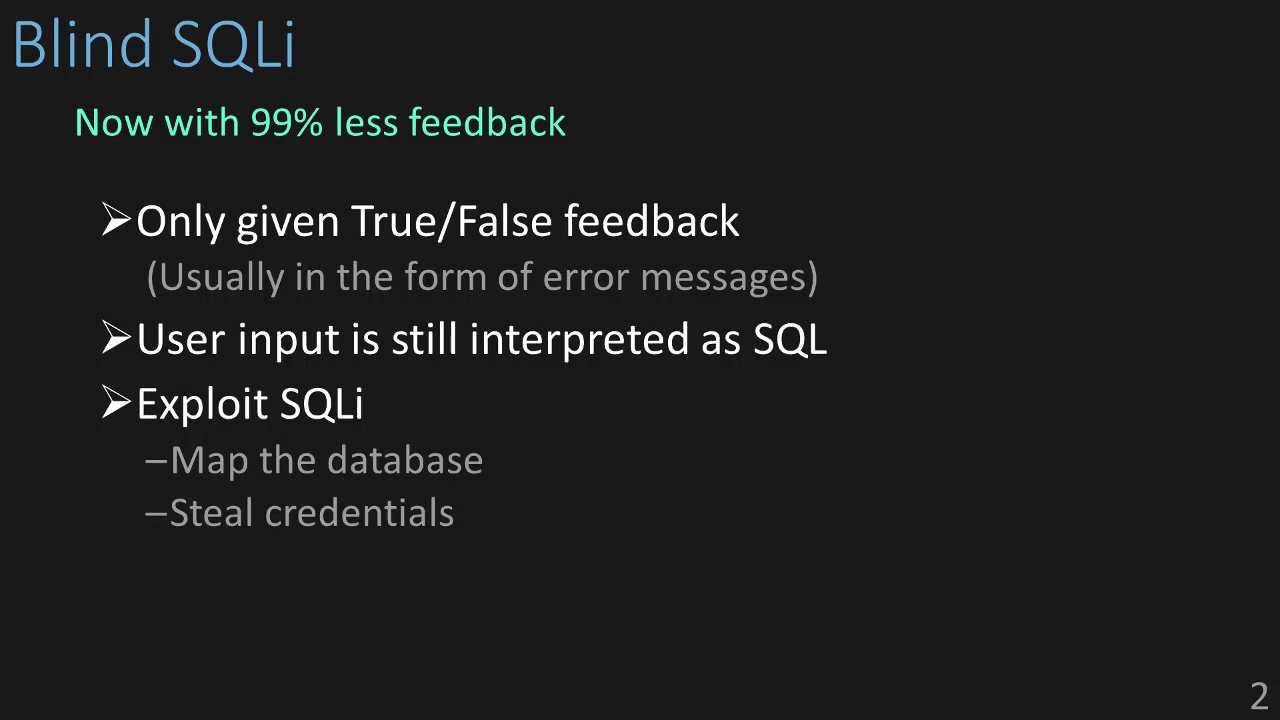 Blind SQLi
Now with 99% less feedback
➢Only given True/False feedback
(Usually in the form of error messages)
➢User input is still interpreted as SQL
➢Exploit SQLi
–Map the database
–Steal credentials
2